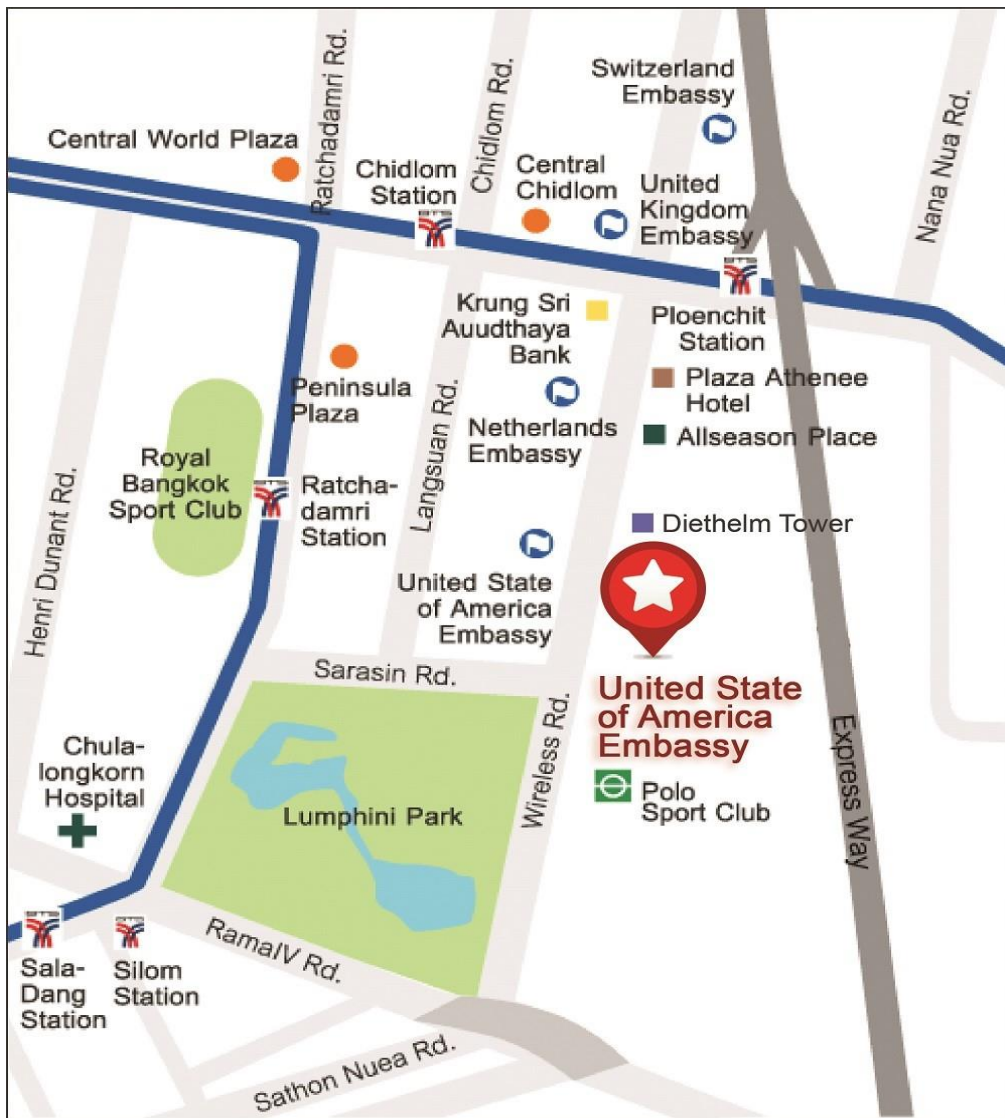 Ratchadamri Rd.
Chidlom Rd.
Switzerland
Embassy
Central World Plaza
Chidlom
Station
Central
Chidlom
United
Kingdom
Embassy
Nana Nua Rd.
BTS
BTS
Krung Sri
Auudthaya
Bank
Ploenchit
Station
Peninsula
Plaza
Plaza Athenee
Hotel
Netherlands
Embassy
Allseason Place
Langsuan Rd.
Royal
Bangkok
Sport Club
Ratcha-
damri
Station
Henri Dunant Rd.
Diethelm Tower
United State
of America
Embassy
Sarasin Rd.
United State
of America
Embassy
Wireless Rd.
Express Way
Chula-
longkorn
Hospital
Lumphini Park
Polo
Sport Club
RamaIV Rd.
Sala-
Dang
Station
Silom
Station
Sathon Nuea Rd.